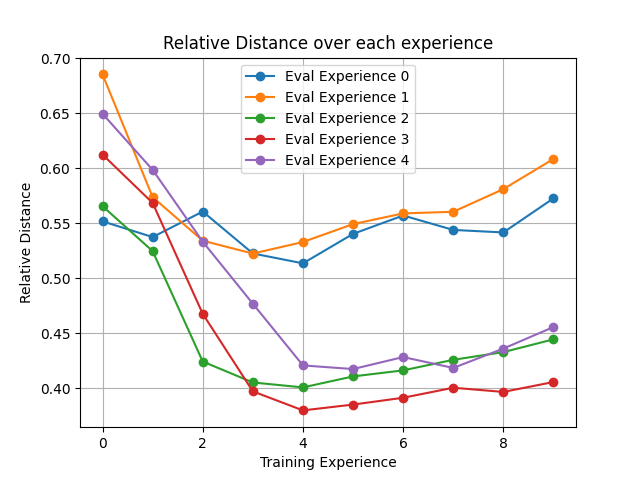 Relative Distance over each experience
Eval Experience 0
Eval Experience 1
Eval Experience 2
Eval Experience 3
Eval Experience 4
0.70
0.65
0.60
0.55
0.50
0.45
0.40
Relative Distance
0
2
4
6
8
Training Experience